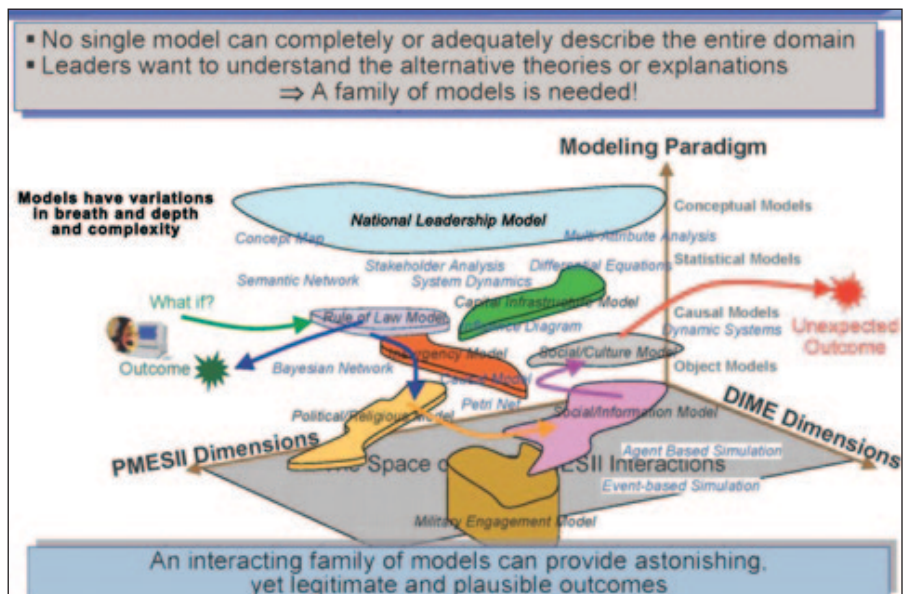 ▪ No single model can completely or adequately describe the entire domain
▪ Leaders want to understand the alternative theories or explanations
⇒ A family of models is needed!
Modeling Paradigm
Models have variations
in breath and depth
and complexity
Conceptual Models
National Leadership Model
Concept Map
Multi-Attribute Analysis
Stakeholder Analysis
Differential Equations
Statistical Models
Semantic Network
System Dynamics
What if?
Capital Infrastructure Model
Rule of Law Model
Influence Diagram
Causal Models
Dynamic Systems
Unexpected
Outcome
Insurgency Model
Social/Culture Model
Outcome
Bayesian Network
Causal Model
Object Models
Petri Net
Political/Religious Model
Social/Information Model
DIME Dimensions
PMESII Dimensions
Agent Based Simulation
Space
Interactions
Event-based Simulation
Military Engagement Model
An interacting family of models can provide astonishing,
yet legitimate and plausible outcomes